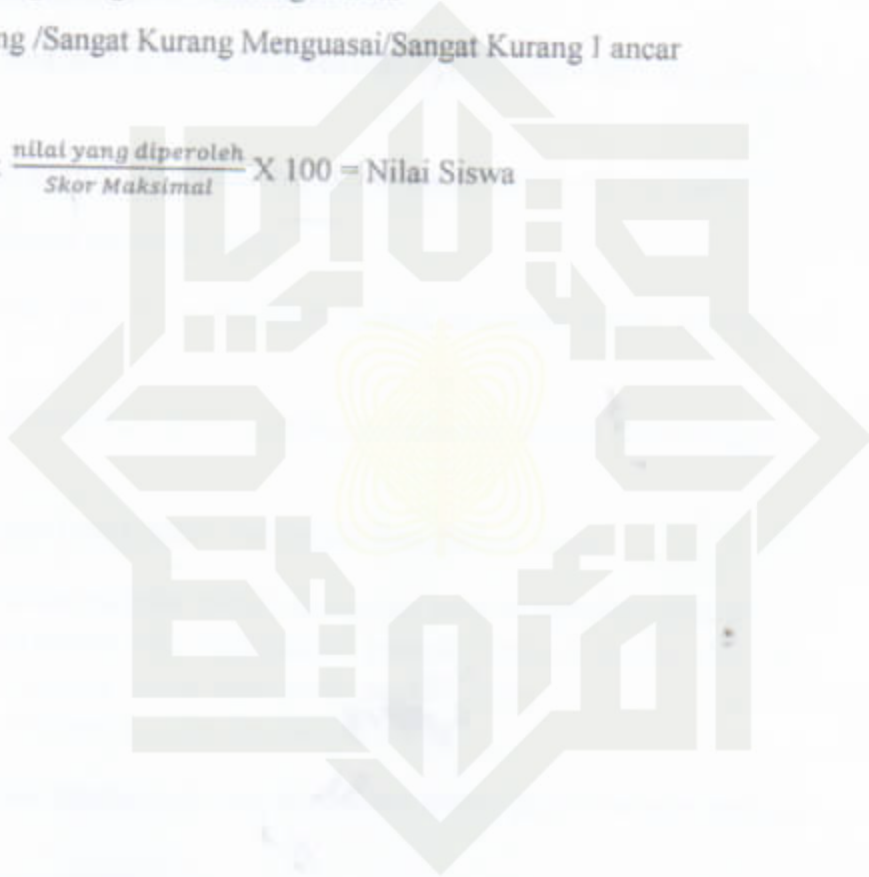 ng /Sangat Kurang Menguasai/Sangat Kurang I ancar
nilai yang diperoleh
Skor Maksimal X 100 = Nilai Siswa